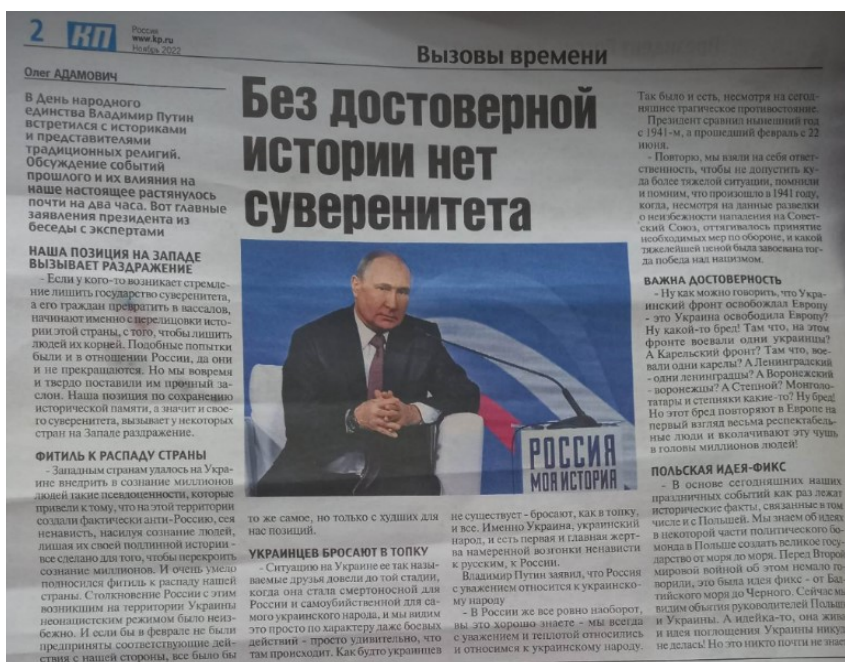 2
КП
Россия
www.kp.ru
Ноябрь 2022
Вызовы времени
Олег АДАМОВИЧ
В День народного
единства Владимир Путин
встретился с историками
и представителями
традиционных религий.
Обсуждение событий
прошлого и их влияния на
наше настоящее растянулось
почти на два часа. Вот главные
заявления президента из
беседы с экспертами
НАША ПОЗИЦИЯ НА ЗАПАДЕ
ВЫЗЫВАЕТ РАЗДРАЖЕНИЕ
- Если у кого-то возникает стремле-
ние лишить государство суверенитета,
а его граждан превратить в вассалов,
начинают именно с перелицовки исто-
рии этой страны, с того, чтобы лишить
людей их корней. Подобные попытки
были и в отношении России, да они
и не прекращаются. Но мы вовремя
и твердо поставили им прочный за-
слон. Наша позиция по сохранению
исторической памяти, а значит и свое-
го суверенитета, вызывает у некоторых
стран на Западе раздражение.
ФИТИЛЬ К РАСПАДУ СТРАНЫ
- Западным странам удалось на Укра-
ине внедрить в сознание миллионов
людей такие псевдоценности, которые
привели к тому, что на этой территории
создали фактически анти-Россию, сея
ненависть, насилуя сознание людей,
лишая их своей подлинной истории -
все сделано для того, чтобы перекроить
сознание миллионов. И очень умело
подносился фитиль к распаду нашей
страны. Столкновение России с этим
возникшим на территории Украины
неонацистским режимом было неиз-
бежно. И если бы в феврале не были
предприняты соответствующие дей-
ствия с нашей стороны, все было бы
Без достоверной
истории нет
суверенитета
РОССИЯ
МОЯ ИСТОРИЯ
то же самое, но только с худших для
нас позиций.
УКРАИНЦЕВ БРОСАЮТ В ТОПКУ
- Ситуацию на Украине ее так назы-
ваемые друзья довели до той стадии,
когда она стала смертоносной для
России и самоубийственной для са-
мого украинского народа, и мы видим
это просто по характеру даже боевых
действий - просто удивительно, что
там происходит. Как будто украинцев
не существует - бросают, как в топку,
и все. Именно Украина, украинский
народ, и есть первая и главная жерт-
ва намеренной возгонки ненависти
к русским, к России.
Владимир Путин заявил, что Россия
с уважением относится к украинско-
му народу
- В России же все ровно наоборот,
вы это хорошо знаете - мы всегда
с уважением и теплотой относились
и относимся к украинскому народу.
Так было и есть, несмотря на сегод-
няшнее трагическое противостояние.
Президент сравнил нынешний год
с 1941-м, а прошедший февраль с 22
июня.
- Повторю, мы взяли на себя ответ-
ственность, чтобы не допустить ку-
да более тяжелой ситуации, помнили
и помним, что произошло в 1941 году,
когда, несмотря на данные разведки
о неизбежности нападения на Совет-
ский Союз, оттягивалось принятие
необходимых мер по обороне, и какой
тяжелейшей ценой была завоевана тог-
да победа над нацизмом.
ВАЖНА ДОСТОВЕРНОСТЬ
- Ну как можно говорить, что Укра-
инский фронт освобождал Европу
- это Украина освободила Европу?
Ну какой-то бред! Там что, на этом
фронте воевали одни украинцы?
А Карельский фронт? Там что, вое-
вали одни карелы? А Ленинградский
- одни ленинградцы? А Воронежский
- воронежцы? А Степной? Монголо-
татары и степняки какие-то? Ну бред!
Но этот бред повторяют в Европе на
первый взгляд весьма респектабель-
ные люди и вколачивают эту чушь
в головы миллионов людей!
ПОЛЬСКАЯ ИДЕЯ-ФИКС
- В основе сегодняшних наших
праздничных событий как раз лежат
исторические факты, связанные в том
числе и с Польшей. Мы знаем об идеях
в некоторой части политического бо-
монда в Польше создать великое госу-
дарство от моря до моря. Перед Второй
мировой войной об этом немало го-
ворили, это была идея фикс - от Бал-
тийского моря до Черного. Сейчас мы
видим объятия руководителей Польши
и Украины. А идейка-то, она жива
и идея поглощения Украины никуда
не делась! Но это никто почти не знает